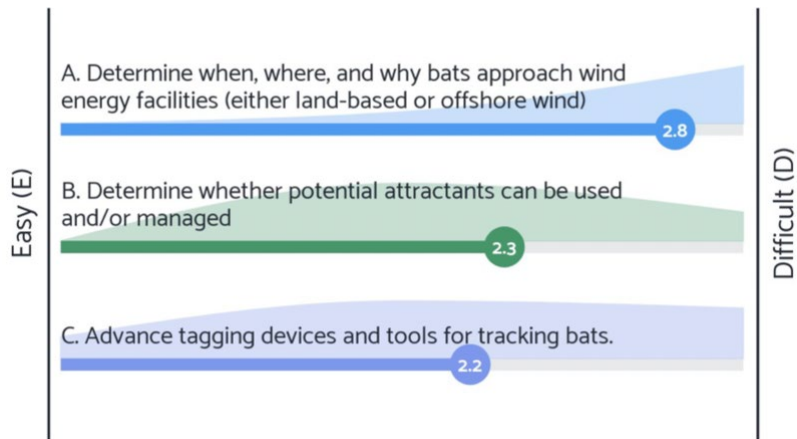 A. Determine when, where, and why bats approach wind
energy facilities (either land-based or offshore wind)
2.8
B. Determine whether potential attractants can be used
and/or managed
2.3
C. Advance tagging devices and tools for tracking bats.
2.2
Easy (E)
Difficult (D)